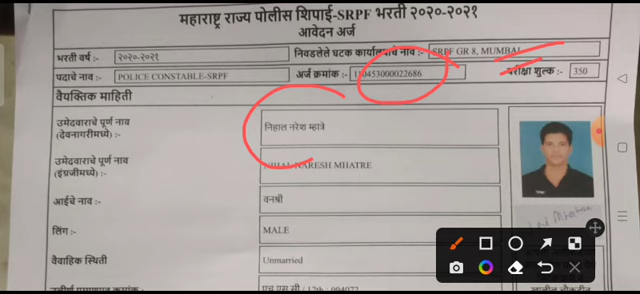 महाराष्ट्र राज्य पोलीस शिपाई-SRPF भरती २०२०-२०२१
आवेदन अर्ज
भरती वर्ष :- २०२०-२०२१ निवडलेले घटक कार्यालयाचे नाव :- SRPF GR 8, MUMBAI
पदाचे नाव :- POLICE CONSTABLE-SRPF अर्ज क्रमांक :- 110453000022686 परीक्षा शुल्क :- 350
वैयक्तिक माहिती
उमेदवाराचे पूर्ण नाव
(देवनागरीमध्ये) :- निहाल नरेश म्हात्रे
उमेदवाराचे पूर्ण नाव
(इंग्रजीमध्ये) :- NIHAL NARESH MHATRE
आईचे नाव :- वनश्री
लिंग :- MALE
वैवाहिक स्थिती Unmarried